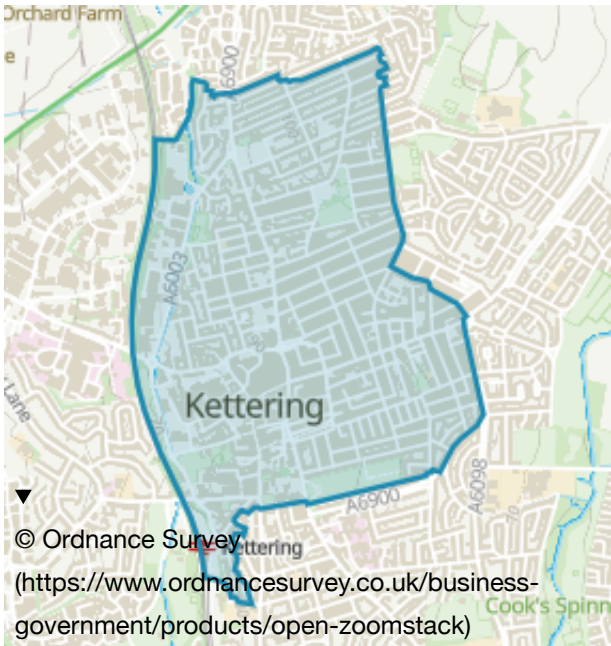 Orchard Farm
e
A6900
A6003
Kettering
Lane
A6900
A6098
▼
© Ordnance Survey
Kettering
(https://www.ordnancesurvey.co.uk/business-
Cook's Spinn
government/products/open-zoomstack)